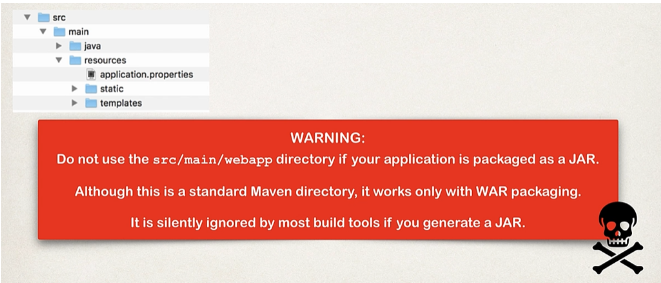 src
main
java
resources
application.properties
static
templates
WARNING:
Do not use the src/main/webapp directory if your application is packaged as a JAR.
Although this is a standard Maven directory, it works only with WAR packaging.
It is silently ignored by most build tools if you generate a JAR.